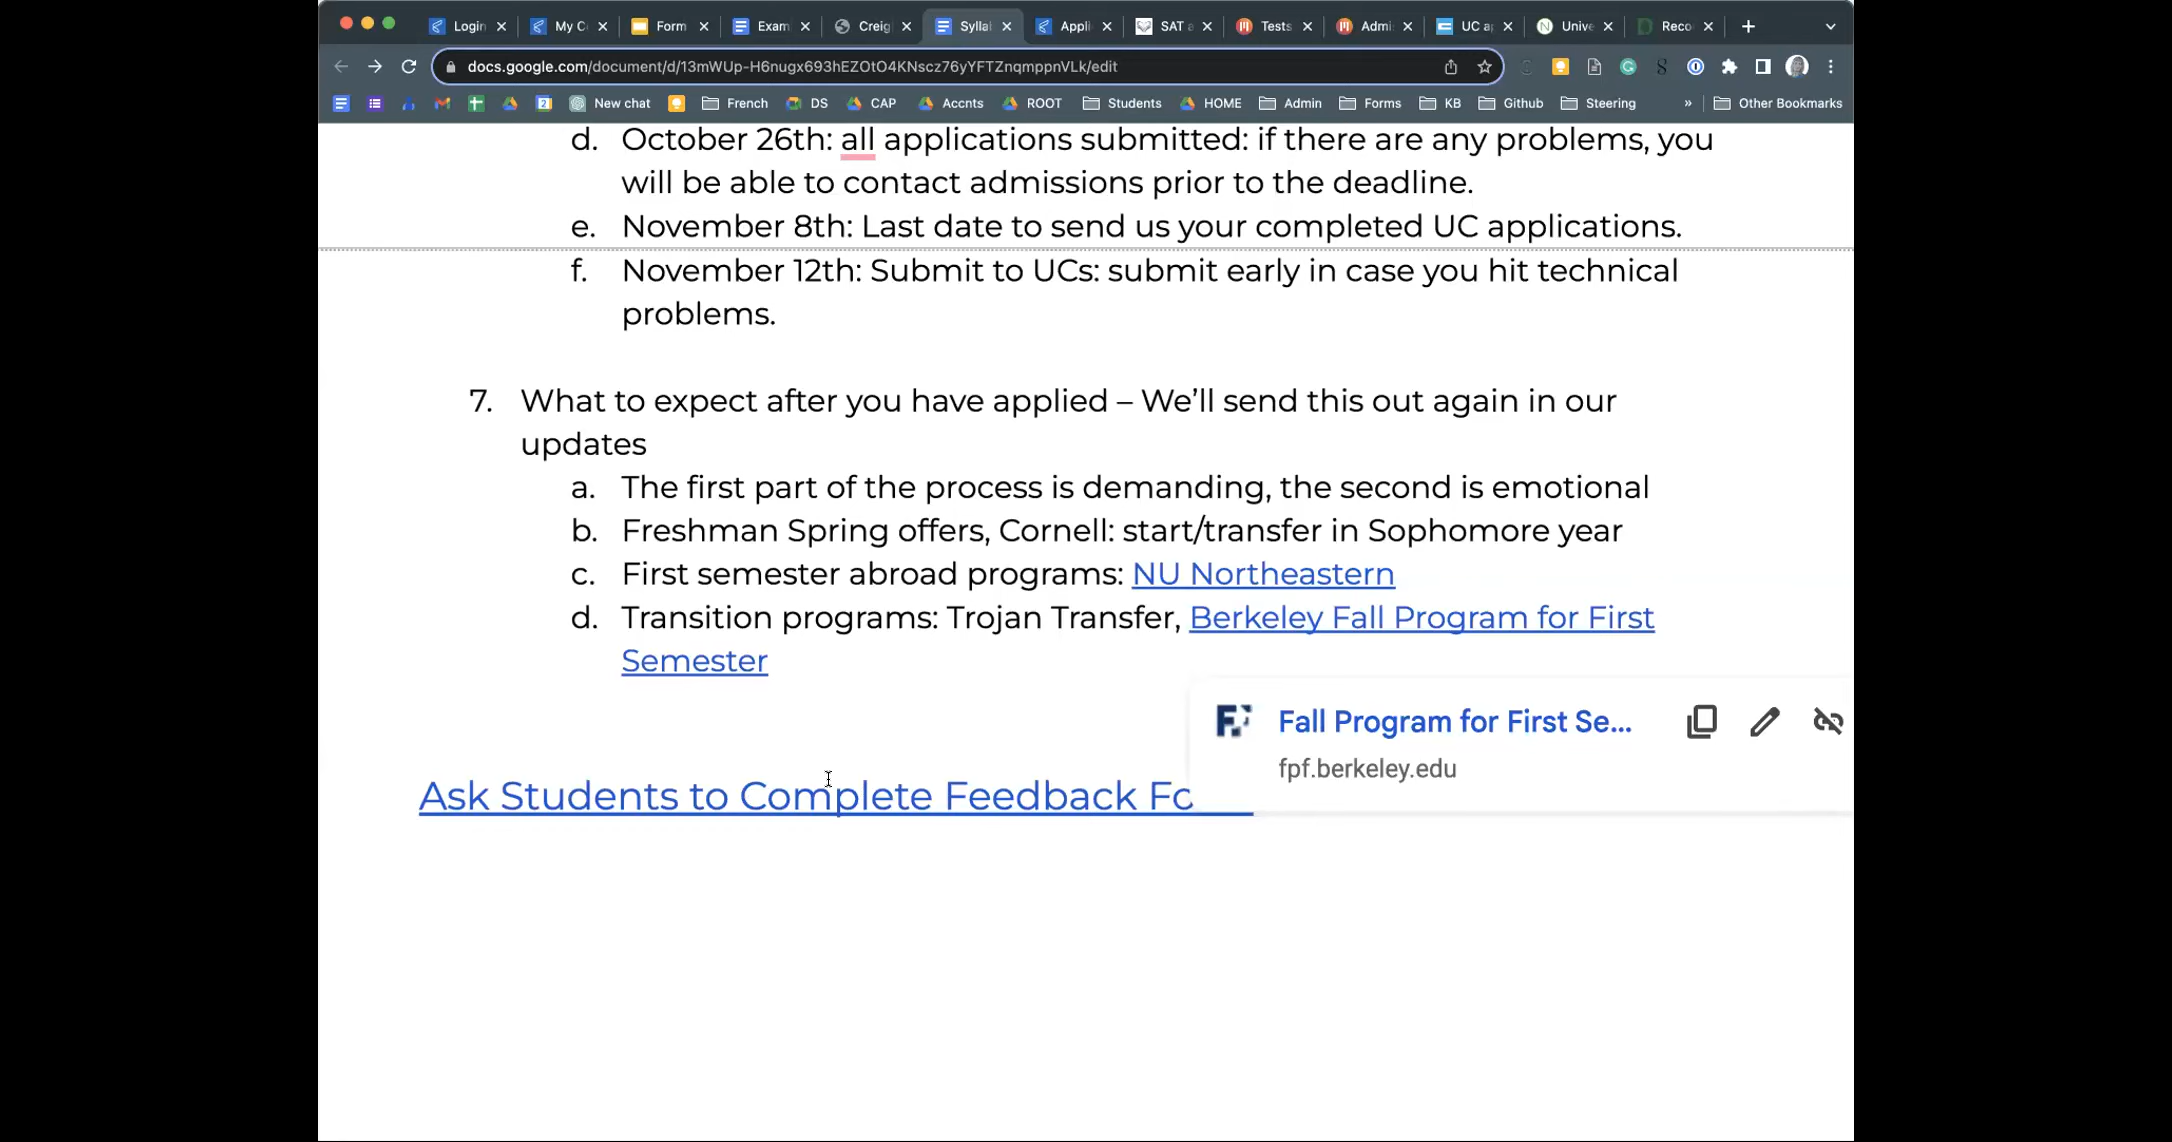 Login
My C
Form
Exam
Creig
Syllal
Appli
SAT a
Tests
Admi
UC a
Unive
Reco
docs.google.com/document/d/13mWUp-H6nugx693hEZOtO4KNscz76yYFTZnqmppnVLk/edit
New chat French DS CAP Accnts ROOT Students HOME Admin Forms KB Github Steering » Other Bookmarks
d. October 26th: all applications submitted: if there are any problems, you
will be able to contact admissions prior to the deadline.
e. November 8th: Last date to send us your completed UC applications.
f. November 12th: Submit to UCs: submit early in case you hit technical
problems.
7. What to expect after you have applied – We’ll send this out again in our
updates
a. The first part of the process is demanding, the second is emotional
b. Freshman Spring offers, Cornell: start/transfer in Sophomore year
c. First semester abroad programs: NU Northeastern
d. Transition programs: Trojan Transfer, Berkeley Fall Program for First
Semester
Fall Program for First Se...
fpf.berkeley.edu
Ask Students to Complete Feedback Fo